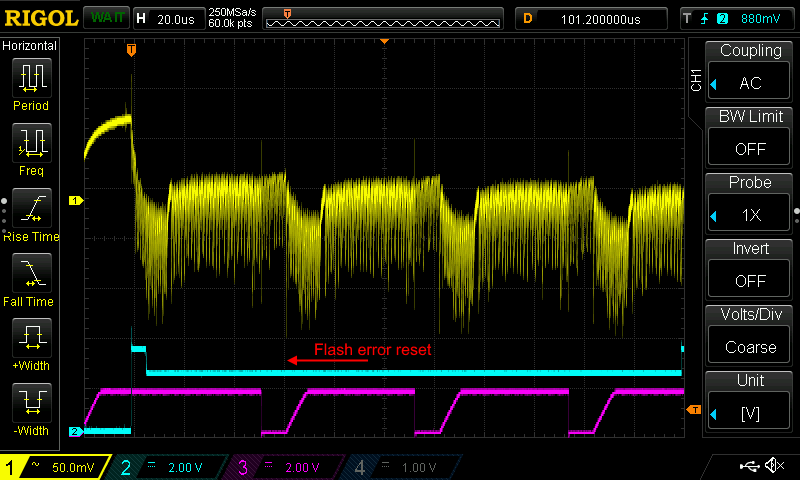 RIGOL WAIT H 20.0us 250MSa/s 60.0k pts T D 101.200000us T 2 880mV
Horizontal
Period
Freq
Rise Time
Fall Time
+Width
-Width
T
1
Flash error reset
2
T
CH1
Coupling
AC
BW Limit
OFF
Probe
1X
Invert
OFF
Volts/Div
Coarse
Unit
[V]
1 ~ 50.0mV 2 = 2.00 V 3 = 2.00 V 4 = 1.00 V